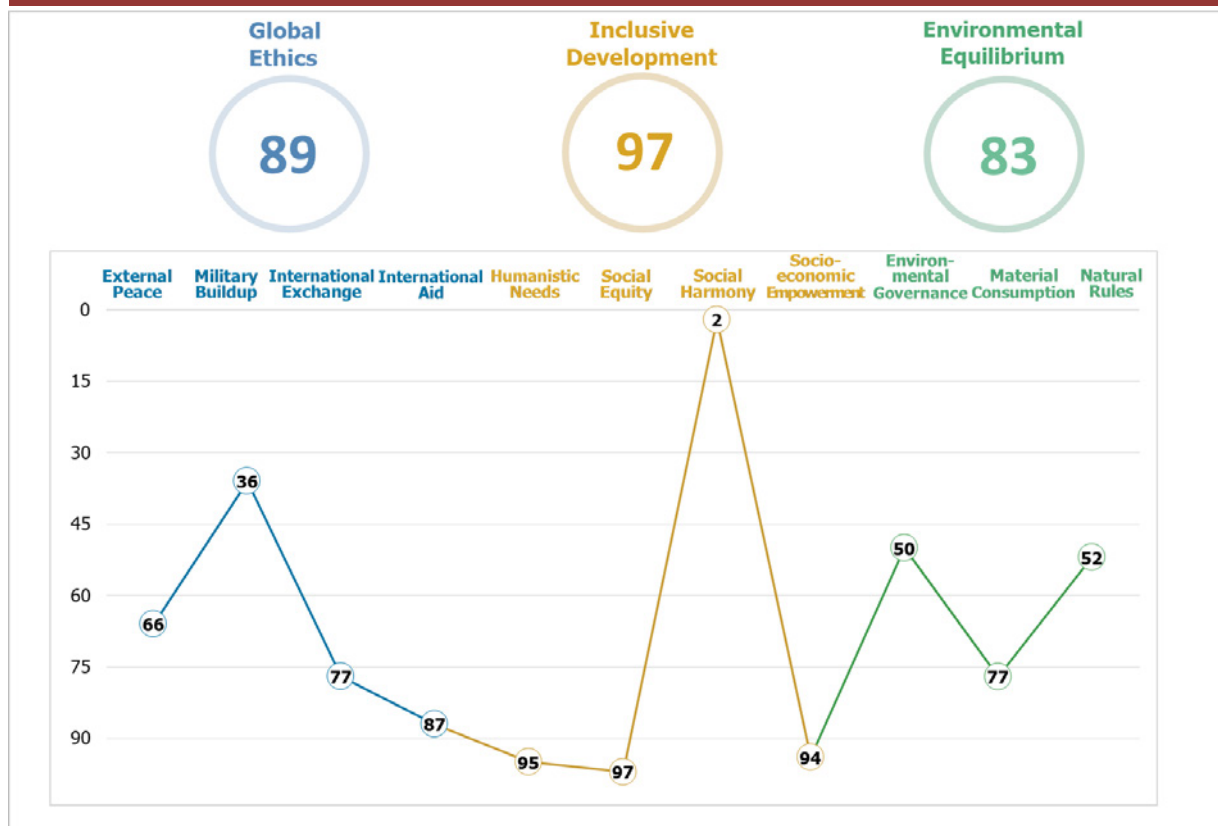 Global
Ethics
Inclusive
Development
Environmental
Equilibrium
89
97
83
External
Peace
Military
Buildup
International
Exchange
International
Aid
Humanistic
Needs
Social
Equity
Social
Harmony
Socio-
economic
Empowerment
Environ-
mental
Governance
Material
Consumption
Natural
Rules
0
15
30
45
60
75
90
66
36
77
87
95
97
2
94
50
77
52